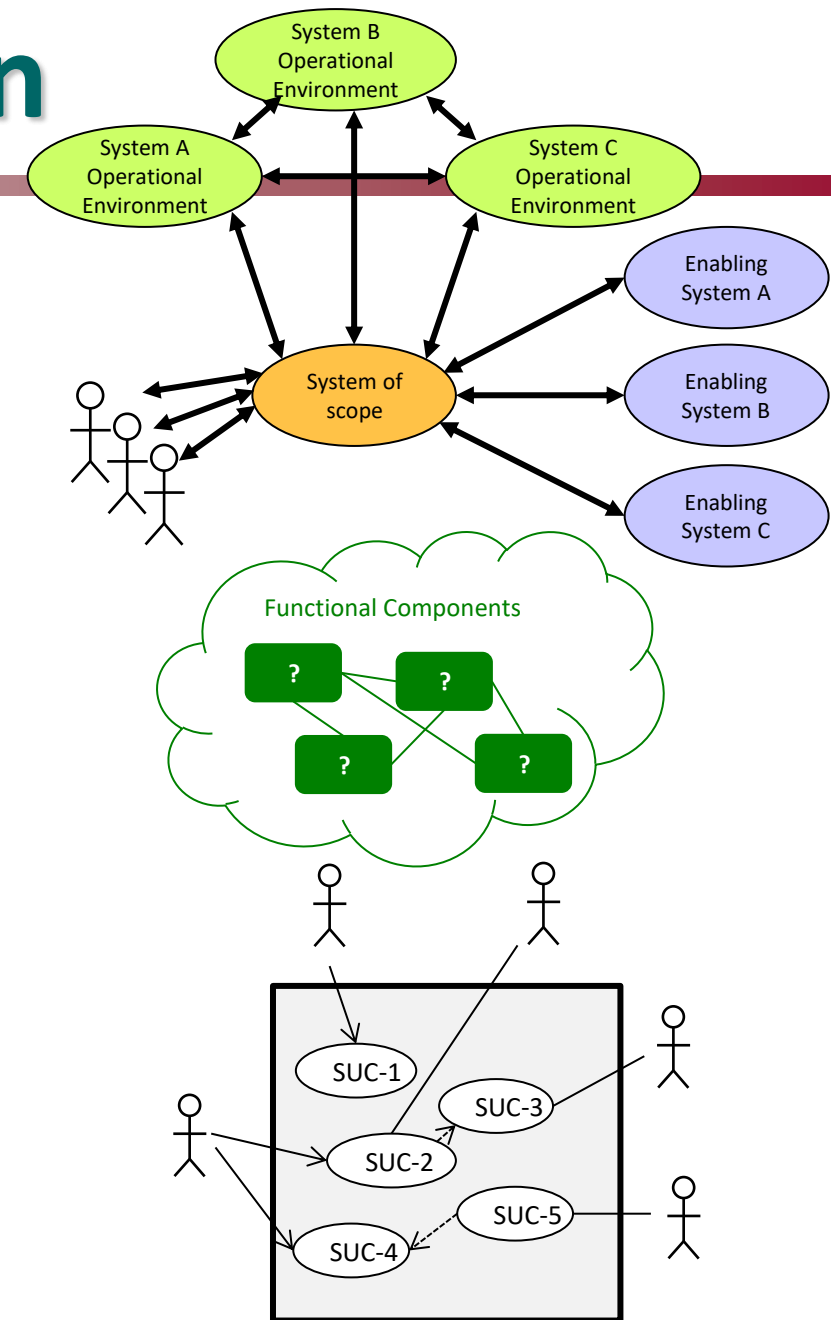 n
System B
Operational
Environment
System A
Operational
Environment
System C
Operational
Environment
Enabling
System A
System of
scope
Enabling
System B
Enabling
System C
Functional Components
?
?
?
?
SUC-1
SUC-3
SUC-2
SUC-5
SUC-4